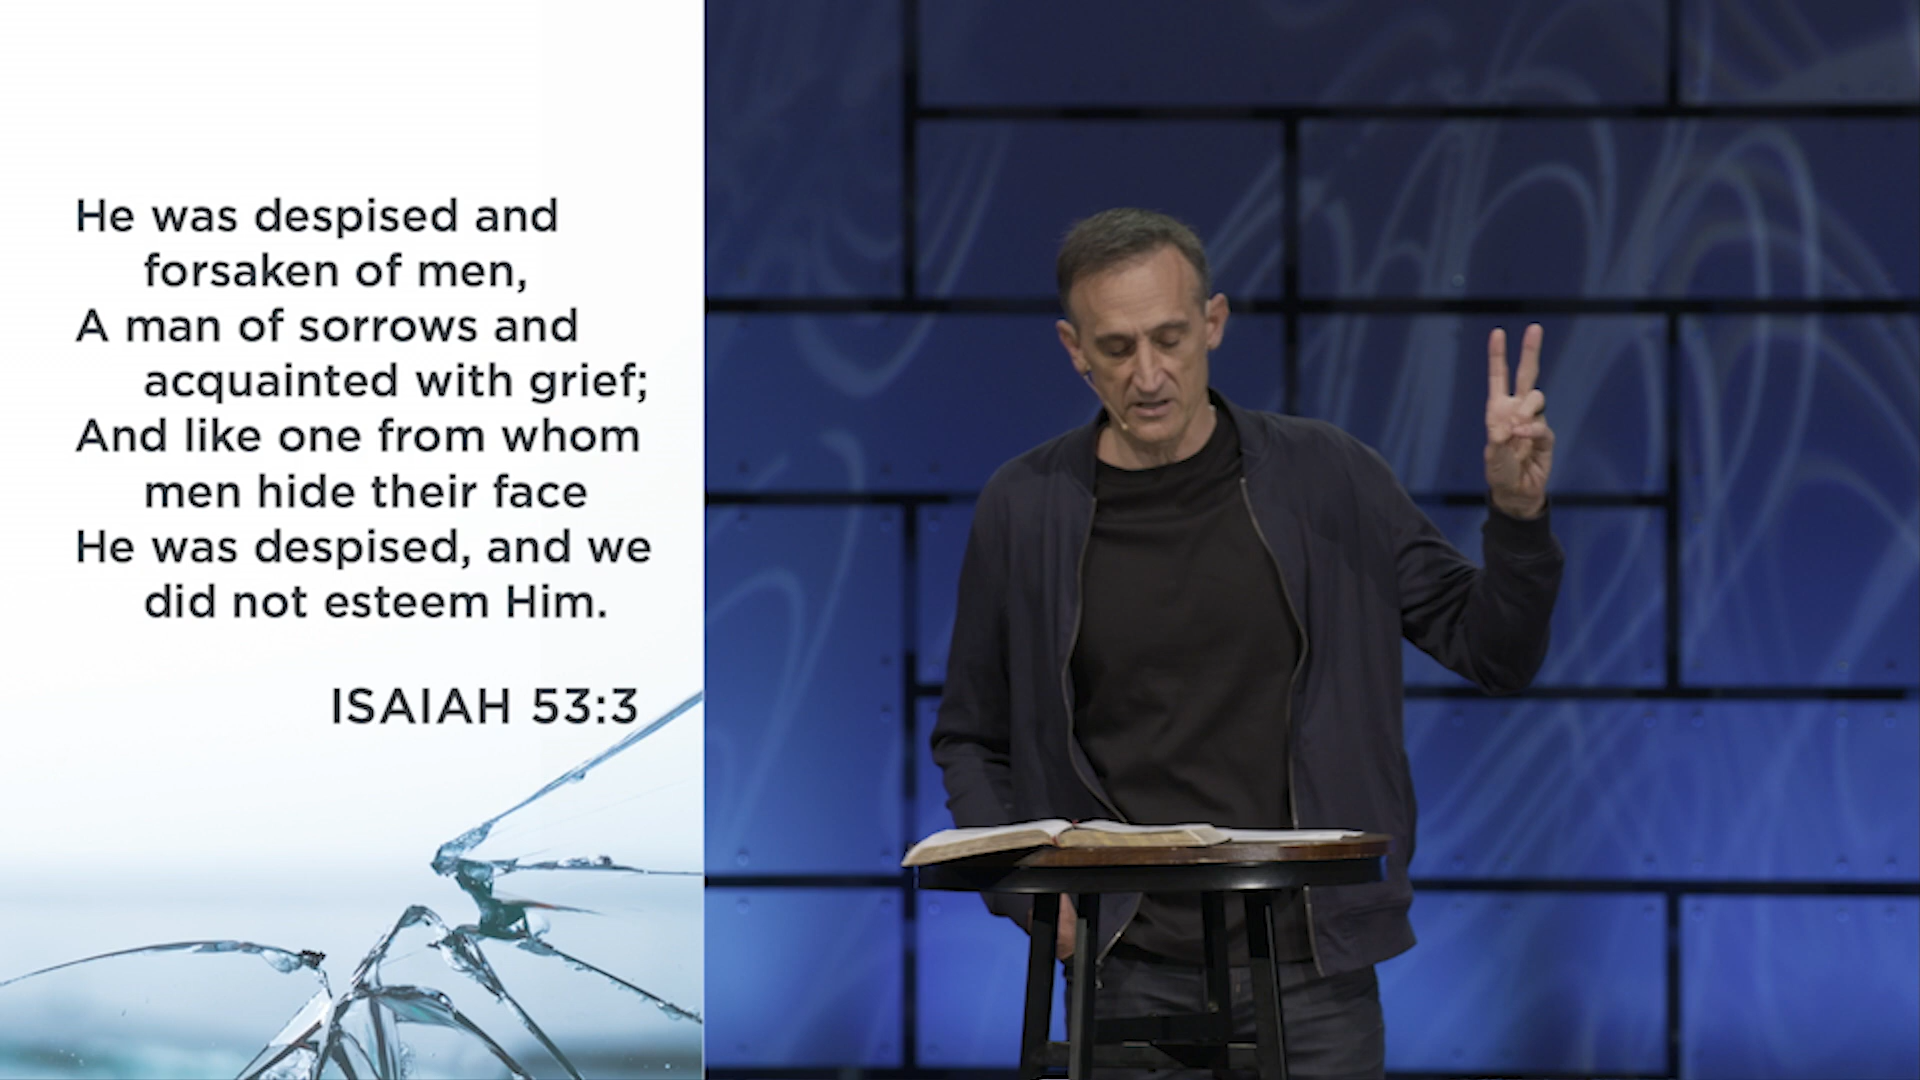 He was despised and
forsaken of men,
A man of sorrows and
acquainted with grief;
And like one from whom
men hide their face
He was despised, and we
did not esteem Him.
ISAIAH 53:3